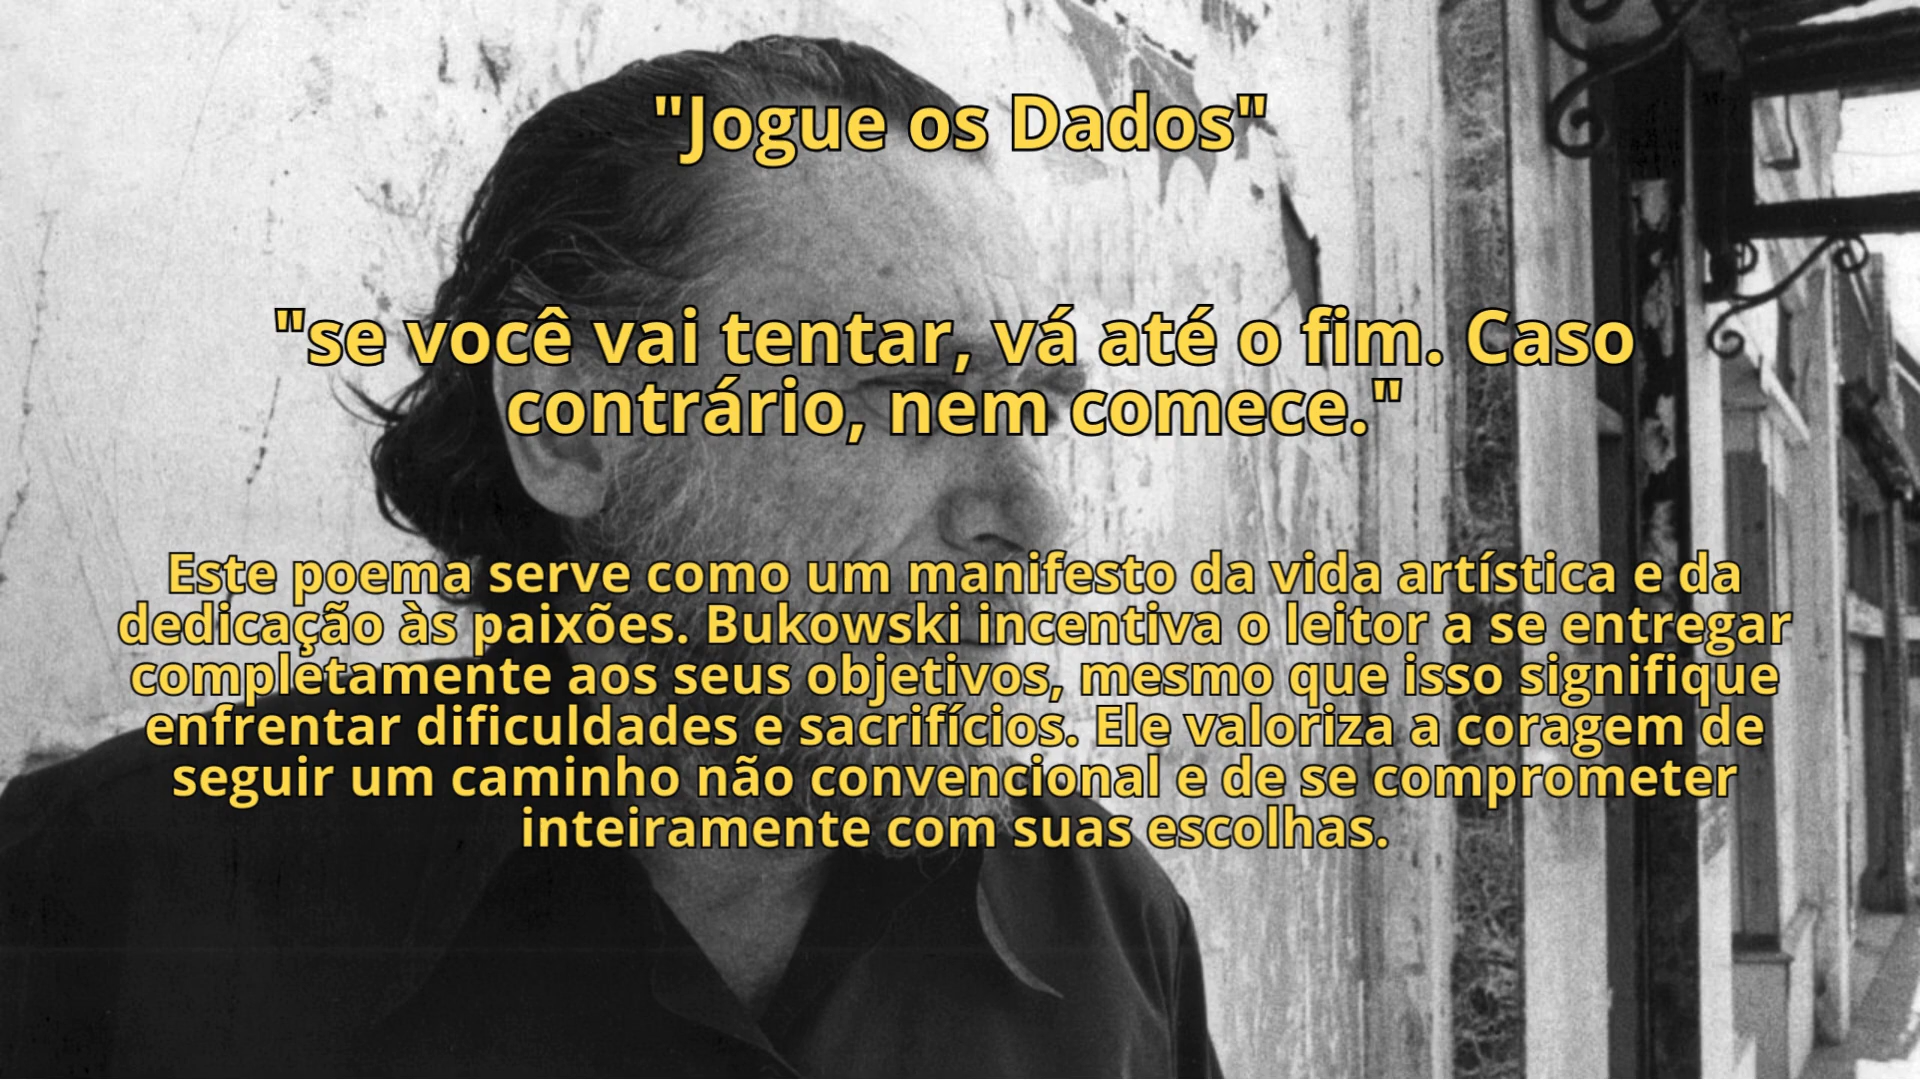 "Jogue os Dados"
"se você vai tentar, vá até o fim. Caso
contrário, nem comece."
Este poema serve como um manifesto da vida artística e da
dedicação às paixões. Bukowski incentiva o leitor a se entregar
completamente aos seus objetivos, mesmo que isso signifique
enfrentar dificuldades e sacrifícios. Ele valoriza a coragem de
seguir um caminho não convencional e de se comprometer
inteiramente com suas escolhas.